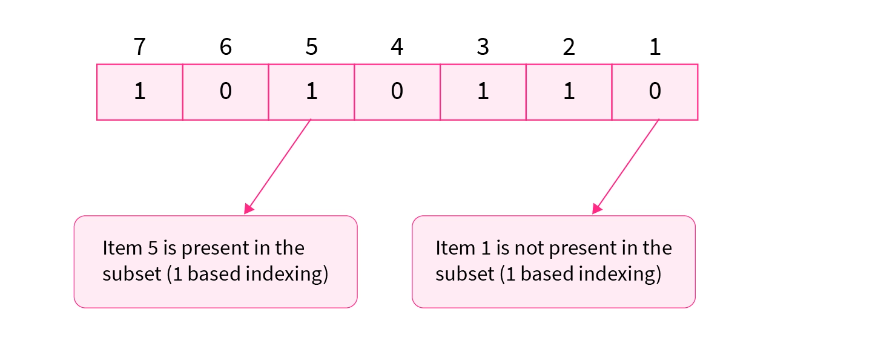 7 6 5 4 3 2 1
1 0 1 0 1 1 0
Item 5 is present in the
subset (1 based indexing)
Item 1 is not present in the
subset (1 based indexing)